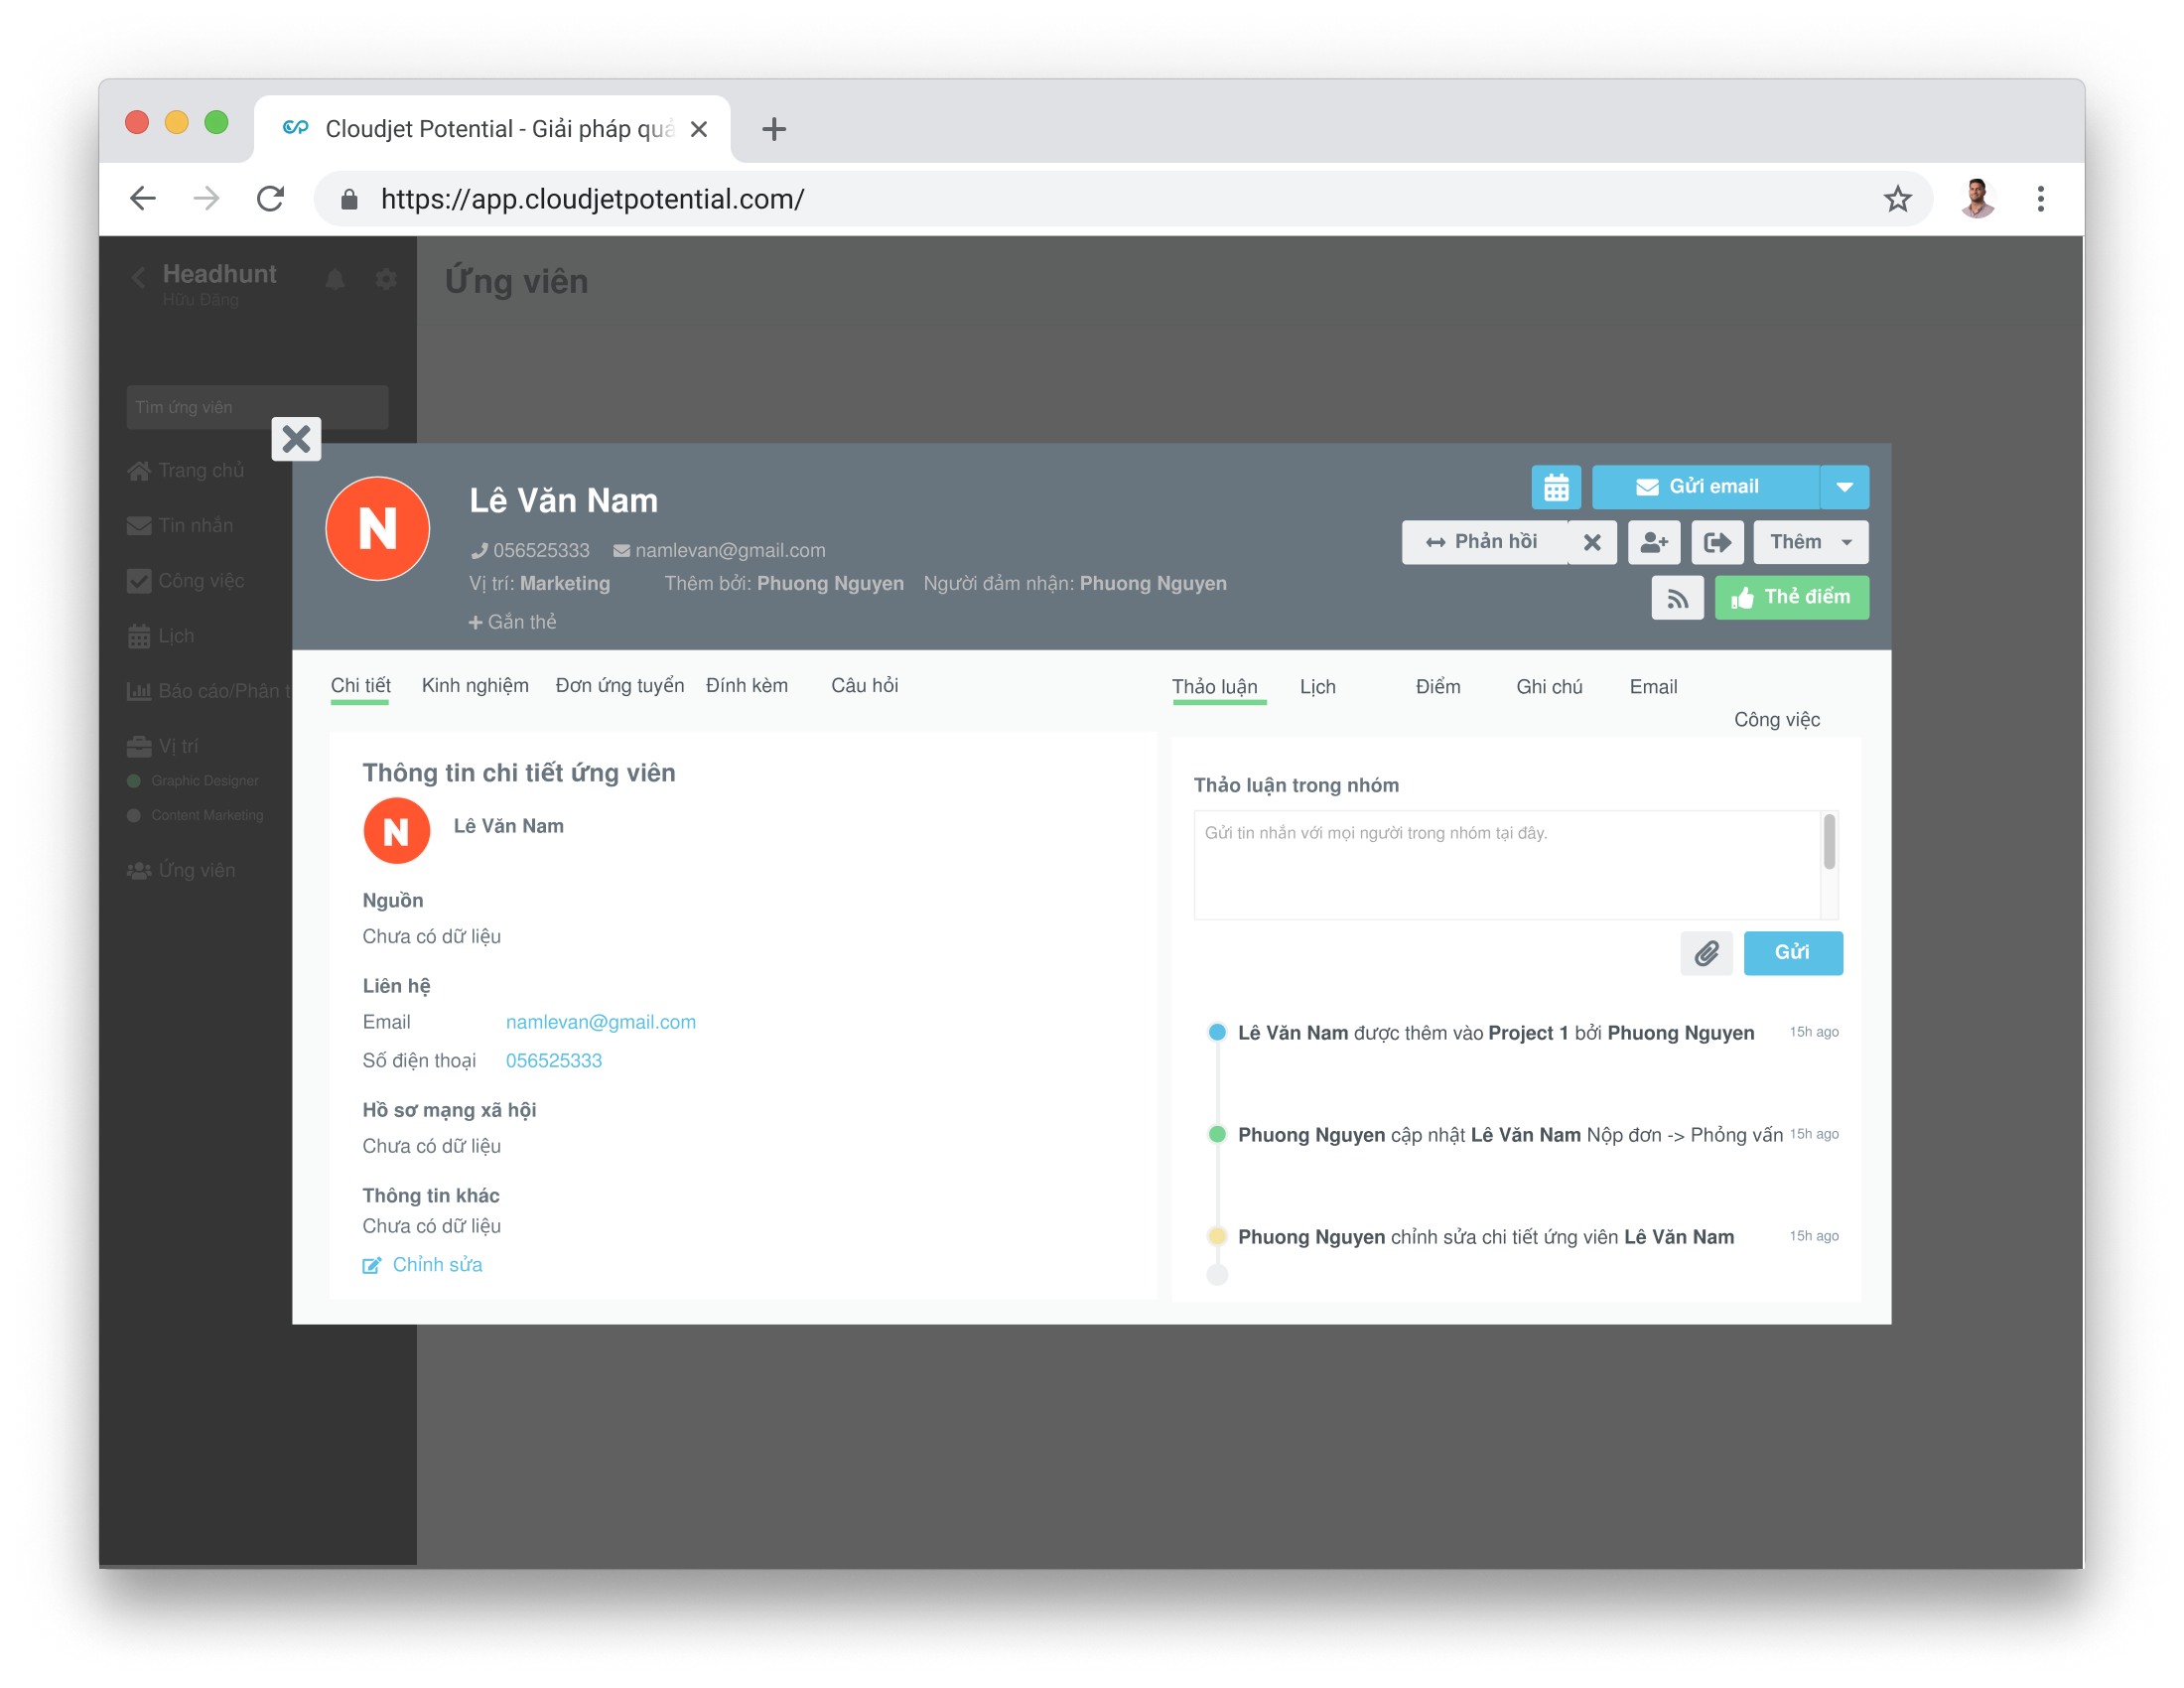 Cloudjet Potential - Giải pháp quả
https://app.cloudjetpotential.com/
Headhunt
Hữu Đăng
Ứng viên
Tìm ứng viên
Trang chủ
Tin nhắn
Công việc
Lịch
Báo cáo/Phân t
Vị trí
Graphic Designer
Content Marketing
Ứng viên
N
Lê Văn Nam
056525333 namlevan@gmail.com
Vị trí: Marketing Thêm bởi: Phuong Nguyen Người đảm nhận: Phuong Nguyen
Gắn thẻ
Gửi email
Phản hồi
Thêm
Thẻ điểm
Chi tiết Kinh nghiệm Đơn ứng tuyển Đính kèm Câu hỏi
Thông tin chi tiết ứng viên
N
Lê Văn Nam
Nguồn
Chưa có dữ liệu
Liên hệ
Email namlevan@gmail.com
Số điện thoại 056525333
Hồ sơ mạng xã hội
Chưa có dữ liệu
Thông tin khác
Chưa có dữ liệu
Chỉnh sửa
Thảo luận Lịch Điểm Ghi chú Email
Công việc
Thảo luận trong nhóm
Gửi tin nhắn với mọi người trong nhóm tại đây.
Gửi
Lê Văn Nam được thêm vào Project 1 bởi Phuong Nguyen 15h ago
Phuong Nguyen cập nhật Lê Văn Nam Nộp đơn -> Phỏng vấn 15h ago
Phuong Nguyen chỉnh sửa chi tiết ứng viên Lê Văn Nam 15h ago